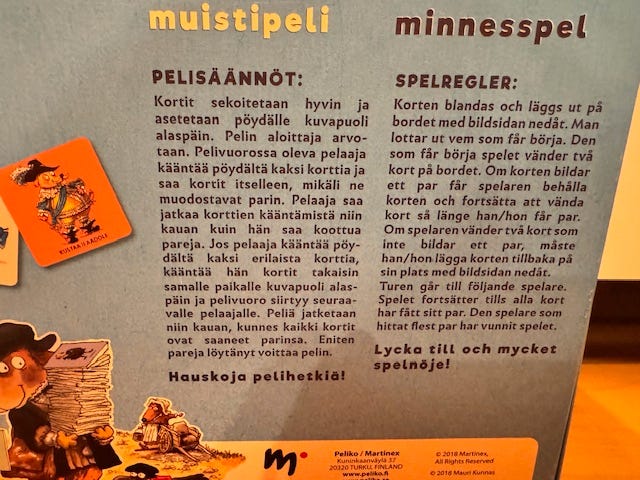 muistipeli
PELISÄÄNNÖT:
Kortit sekoitetaan hyvin ja
asetetaan pöydälle kuvapuoli
alaspäin. Pelin aloittaja arvo-
taan. Pelivuorossa oleva pelaaja
kääntää pöydältä kaksi korttia ja
saa kortit itselleen, mikäli ne
muodostavat parin. Pelaaja saa
jatkaa korttien kääntämistä niin
kauan kuin hän saa koottua
pareja. Jos pelaaja kääntää pöy-
dältä kaksi erilaista korttia,
kääntää hän kortit takaisin
samalle paikalle kuvapuoli alas-
päin ja pelivuoro siirtyy seuraa-
valle pelaajalle. Peliä jatketaan
niin kauan, kunnes kaikki kortit
ovat saaneet parinsa. Eniten
pareja löytänyt voittaa pelin.
Hauskoja pelihetkiä!
minnesspel
SPELREGLER:
Korten blandas och läggs ut på
bordet med bildsidan nedåt. Man
lottar ut vem som får börja. Den
som får börja spelet vänder två
kort på bordet. Om korten bildar
ett par får spelaren behålla
korten och fortsätta att vända
kort så länge han/hon får par.
Om spelaren vänder två kort som
inte bildar ett par, måste
han/hon lägga korten tillbaka på
sin plats med bildsidan nedåt.
Turen går till följande spelare.
Spelet fortsätter tills alla kort
har fått sitt par. Den spelare som
hittat flest par har vunnit spelet.
Lycka till och mycket
spelnöje!
Peliko / Martinex
Kuninkaanväylä 37
20320 TURKU, FINLAND
www.peliko.fi
© 2018 Martinex,
All Rights Reserved
© 2018 Mauri Kunnas